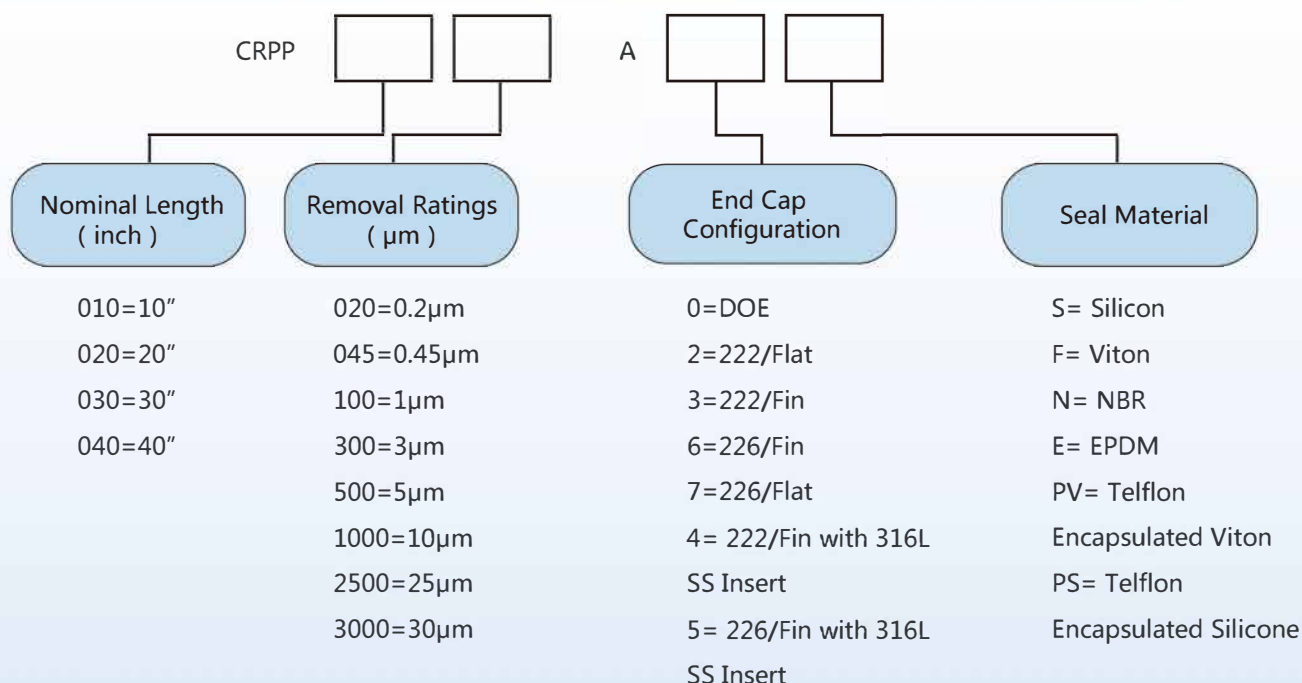 CRPP
A
Nominal Length
( inch )
010=10″
020=20″
030=30″
040=40″
Removal Ratings
( μm )
020=0.2μm
045=0.45μm
100=1μm
300=3μm
500=5μm
1000=10μm
2500=25μm
3000=30μm
End Cap
Configuration
0=DOE
2=222/Flat
3=222/Fin
6=226/Fin
7=226/Flat
4= 222/Fin with 316L
SS Insert
5= 226/Fin with 316L
SS Insert
Seal Material
S= Silicon
F= Viton
N= NBR
E= EPDM
PV= Telflon
Encapsulated Viton
PS= Telflon
Encapsulated Silicone